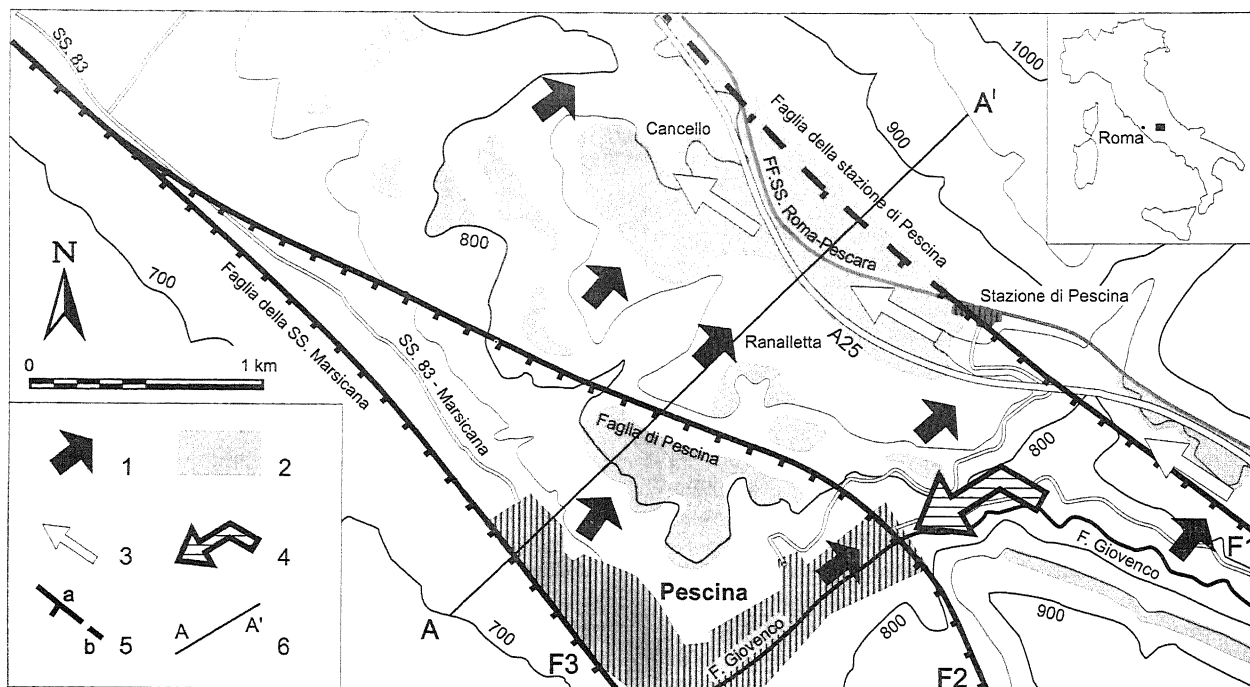 SS. 83
1000
A'
900
Roma
Cancello
Faglia della stazione di Pescina
FF.SS. Roma-Pescara
800
700
N
0
1 km
Faglia della SS. Marsicana
SS. 83 - Marsicana
Stazione di Pescina
A25
Ranalletta
Faglia di Pescina
800
F1
F. Giovenco
Pescina
F. Giovenco
900
800
A
700
F3
F2
1
2
3
4
a
b
5
A
A'
6